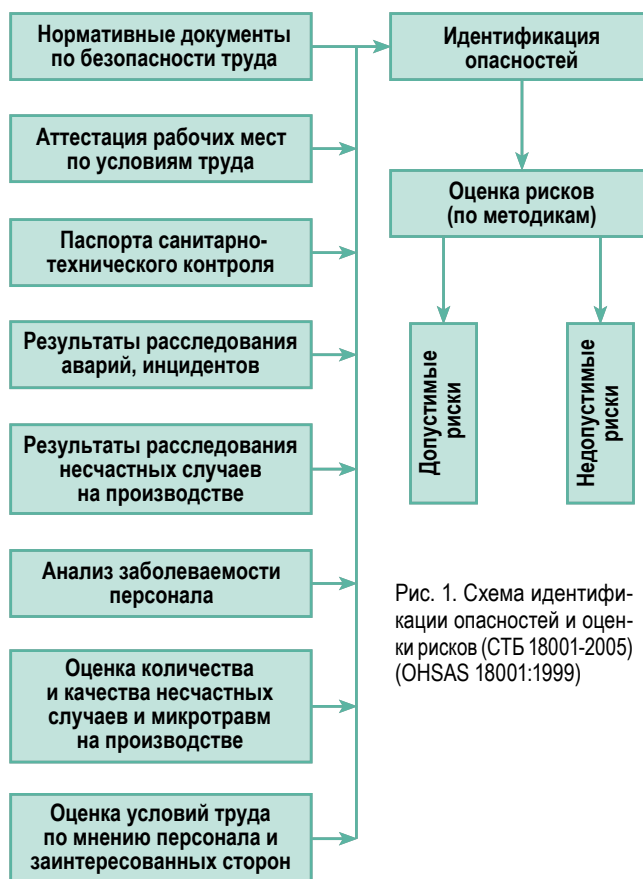 Нормативные документы
по безопасности труда
Аттестация рабочих мест
по условиям труда
Паспорта санитарно-
технического контроля
Результаты расследования
аварий, инцидентов
Результаты расследования
несчастных случаев
на производстве
Анализ заболеваемости
персонала
Оценка количества
и качества несчастных
случаев и микротравм
на производстве
Оценка условий труда
по мнению персонала и
заинтересованных сторон
Идентификация
опасностей
Оценка рисков
(по методикам)
Допустимые
риски
Недопустимые
риски
Рис. 1. Схема идентифи-
кации опасностей и оцен-
ки рисков (СТБ 18001-2005)
(OHSAS 18001:1999)